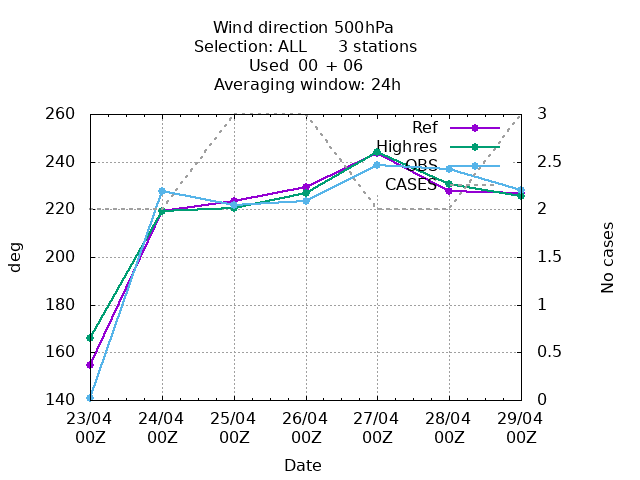 Wind direction 500hPa
Selection: ALL      3 stations
Used  00 + 06
Averaging window: 24h
260
240
220
200
180
160
140
deg
3
2.5
2
1.5
1
0.5
0
No cases
Ref
Highres
OBS
CASES
23/04 24/04 25/04 26/04 27/04 28/04 29/04
00Z 00Z 00Z 00Z 00Z 00Z 00Z
Date